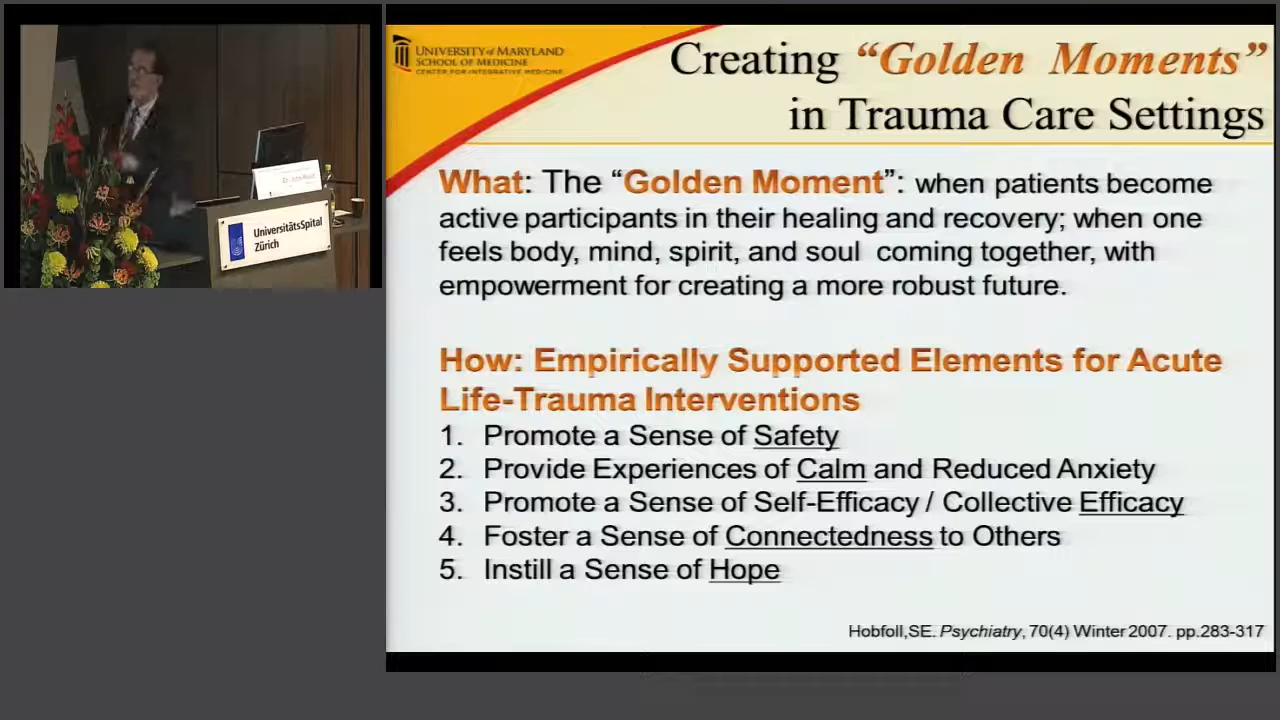 UNIVERSITY of MARYLAND
SCHOOL OF MEDICINE
CENTER FOR INTEGRATIVE MEDICINE
Creating “Golden Moments”
in Trauma Care Settings
What: The “Golden Moment”: when patients become
active participants in their healing and recovery; when one
feels body, mind, spirit, and soul coming together, with
empowerment for creating a more robust future.
How: Empirically Supported Elements for Acute
Life-Trauma Interventions
1. Promote a Sense of Safety
2. Provide Experiences of Calm and Reduced Anxiety
3. Promote a Sense of Self-Efficacy / Collective Efficacy
4. Foster a Sense of Connectedness to Others
5. Instill a Sense of Hope
Hobfoll,SE. Psychiatry, 70(4) Winter 2007. pp.283-317
UniversitätsSpital
Zürich